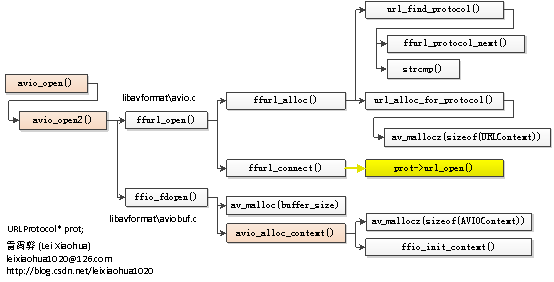 url_find_protocol()
ffurl_protocol_next()
strcmp()
avio_open()
libavformat\avio.c
ffurl_alloc()
url_alloc_for_protocol()
avio_open2()
ffurl_open()
av_mallocz(sizeof(URLContext))
ffurl_connect()
prot->url_open()
ffio_fdopen()
av_malloc(buffer_size)
libavformat\aviobuf.c
av_mallocz(sizeof(AVIOContext))
avio_alloc_context()
ffio_init_context()
URLProtocol* prot;
雷霄骅 (Lei Xiaohua)
leixiaohua1020@126.com
http://blog.csdn.net/leixiaohua1020